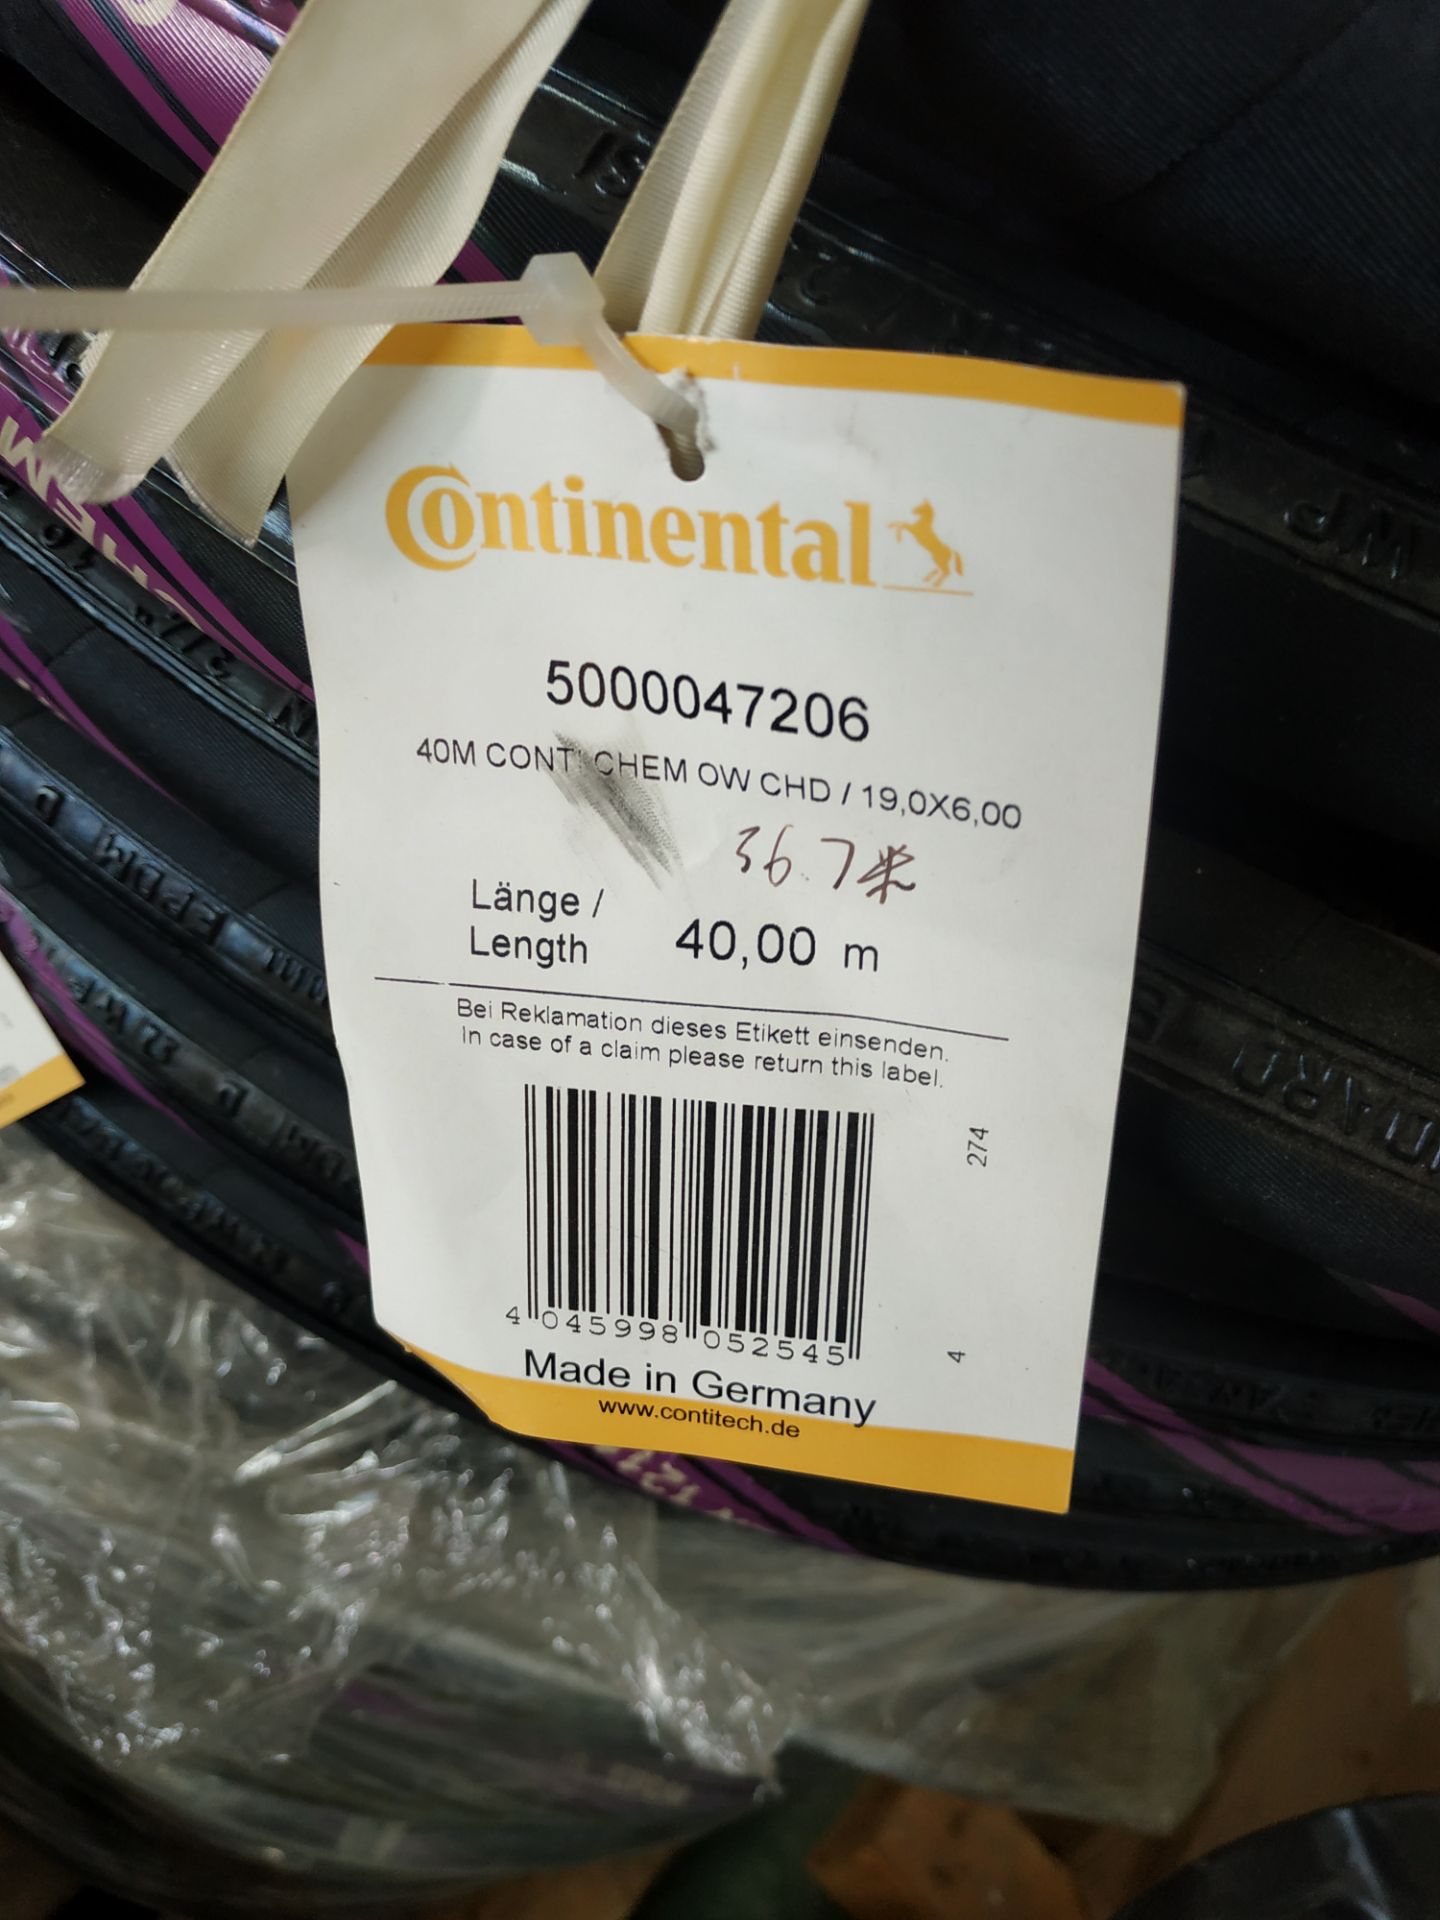 Continental
5000047206
40M CONTI CHEM OW CHD / 19,0X6,00
36.7米
Länge /
Length
40,00 m
Bei Reklamation dieses Etikett einsenden.
In case of a claim please return this label.
274
4 045998 052545
4
Made in Germany
www.contitech.de
EPDM D
121